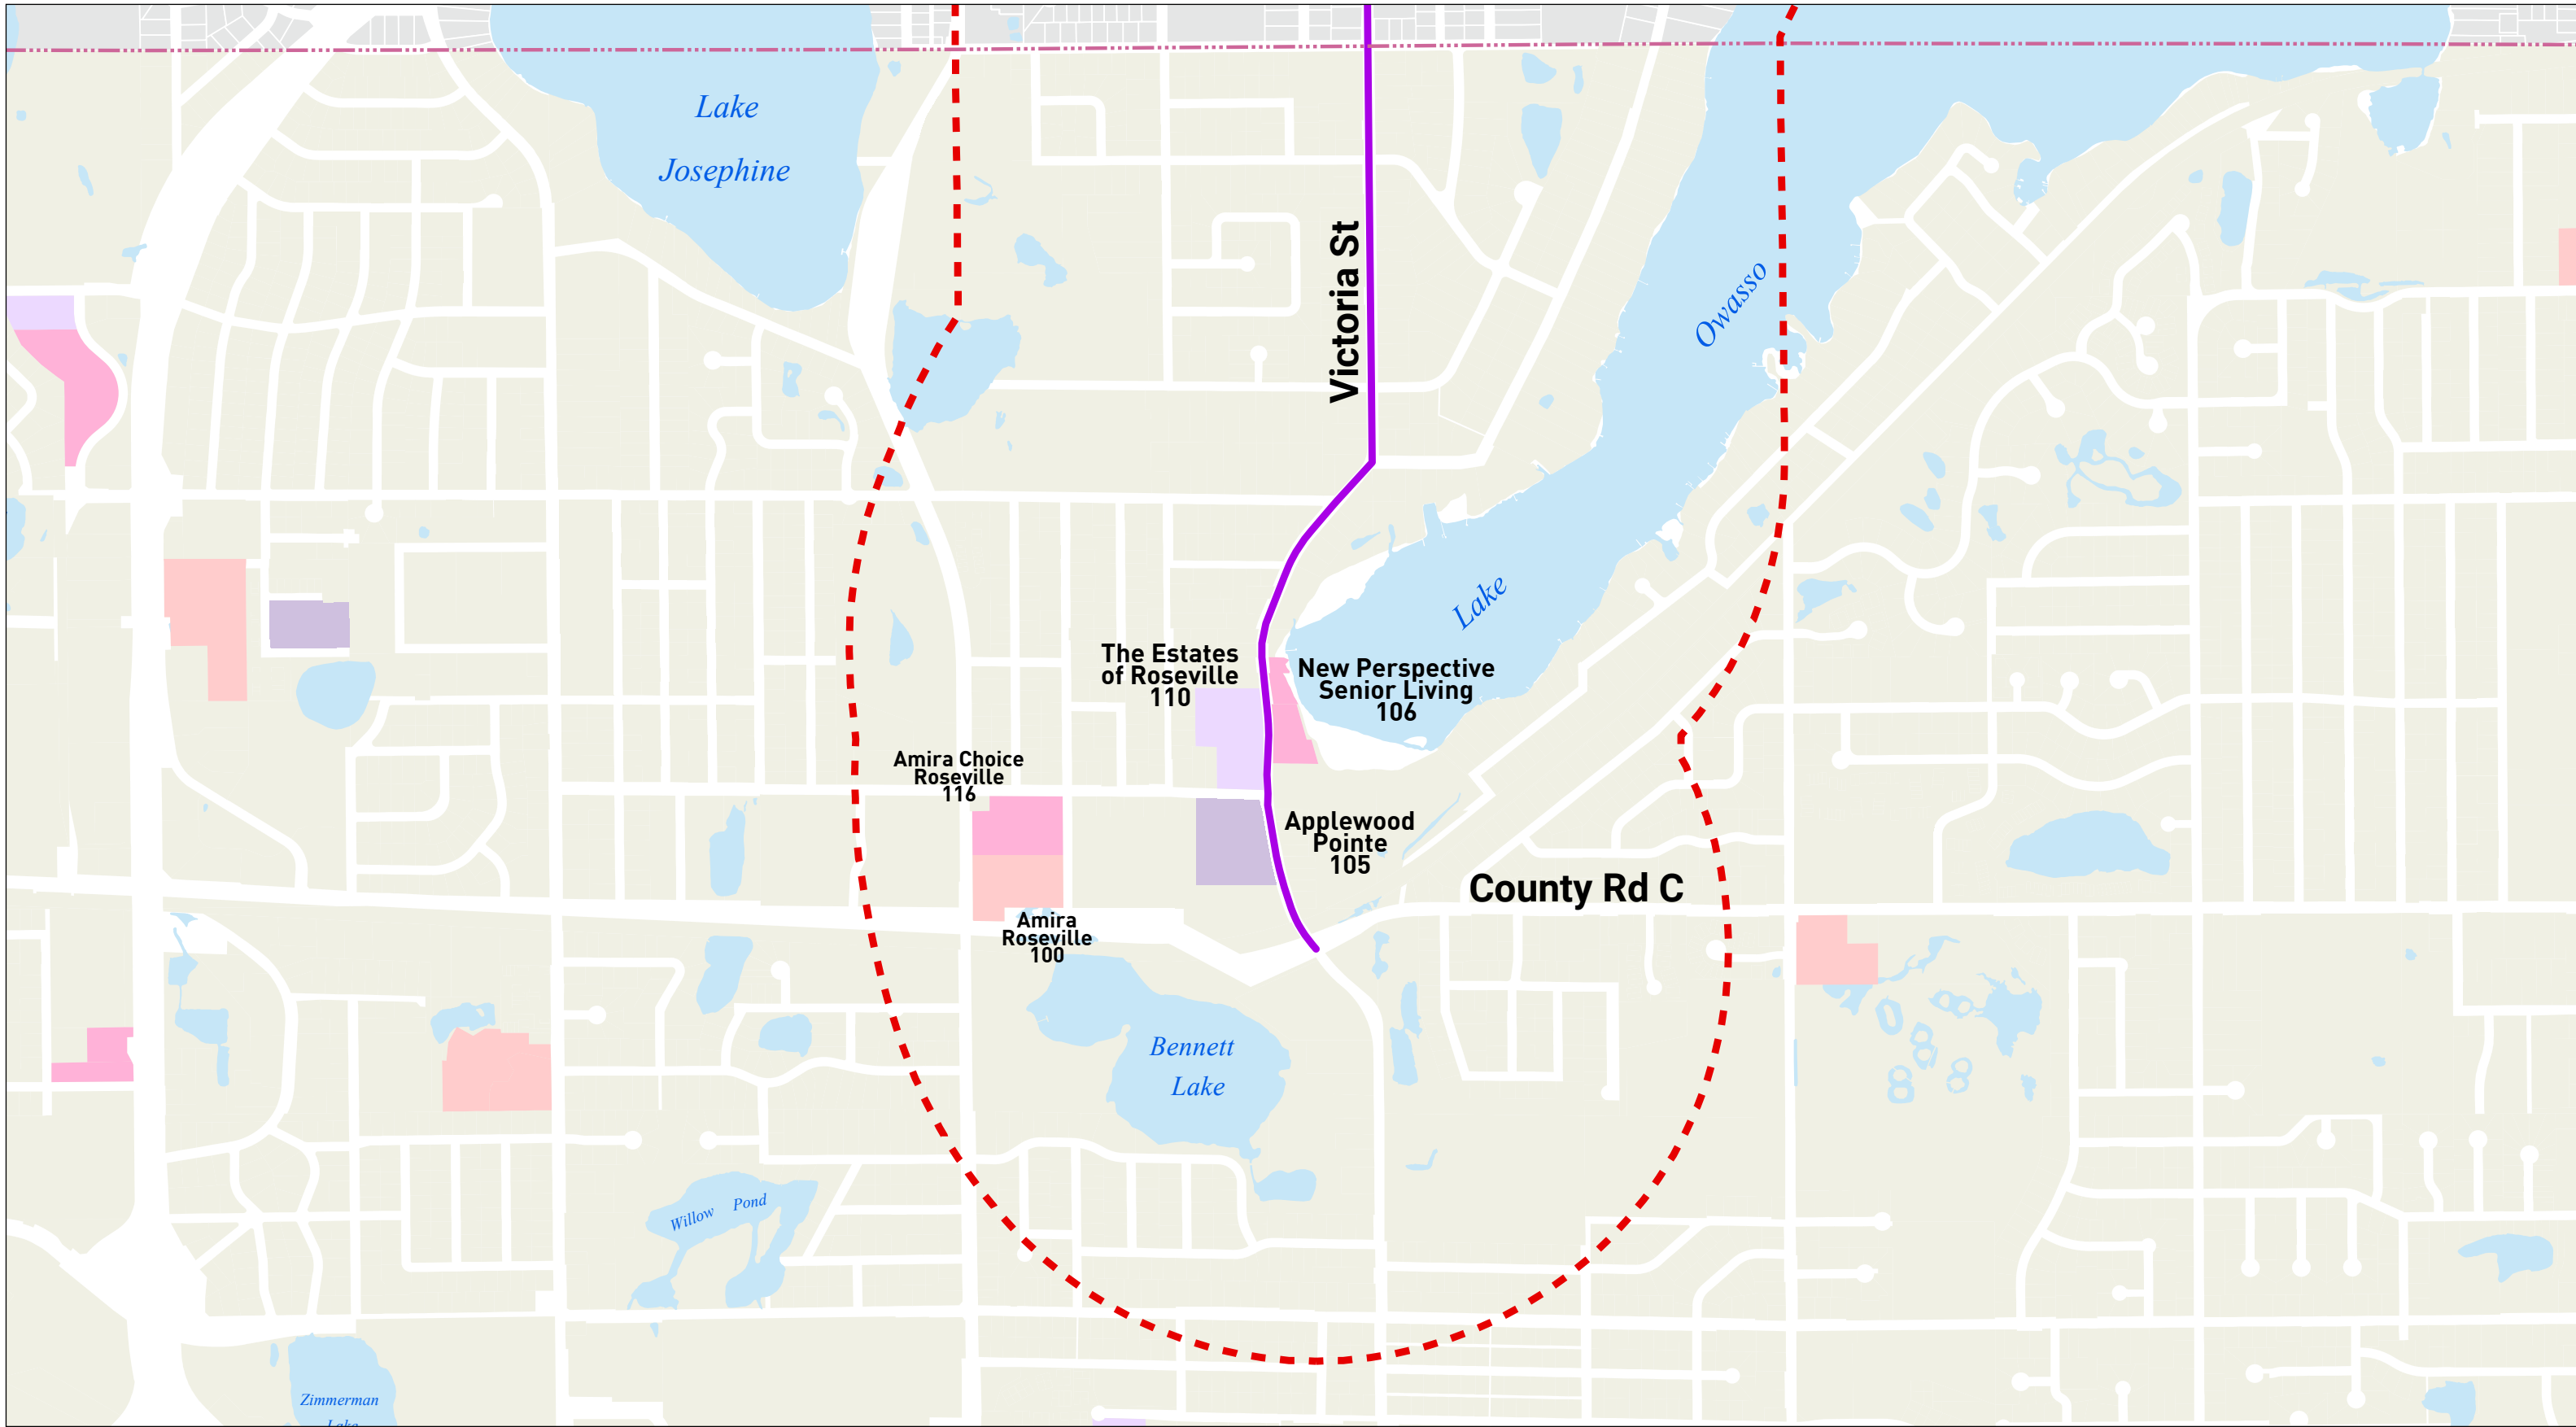 Lake
Josephine
Victoria St
Owasso
Lake
The Estates
of Roseville
110
New Perspective
Senior Living
106
Amira Choice
Roseville
116
Applewood
Pointe
105
County Rd C
Amira
Roseville
100
Bennett
Lake
Willow Pond
Zimmerman
Lake